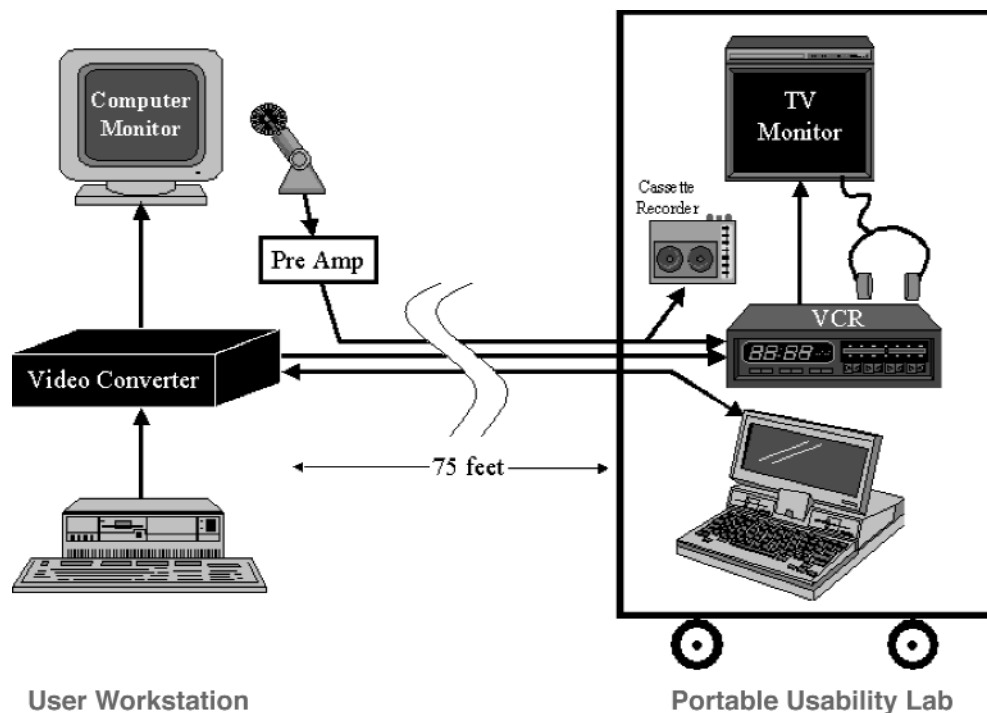 Computer
Monitor
TV
Monitor
Cassette
Recorder
Pre Amp
VCR
88:88
Video Converter
75 feet
User Workstation
Portable Usability Lab